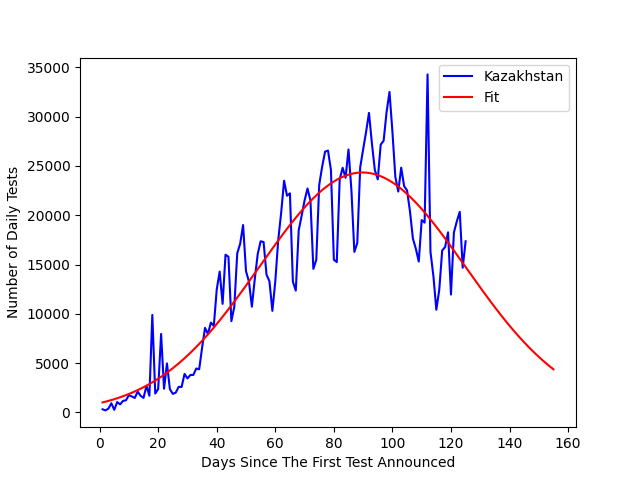 Kazakhstan
Fit
35000
30000
25000
20000
15000
10000
5000
0
Number of Daily Tests
0 20 40 60 80 100 120 140 160
Days Since The First Test Announced